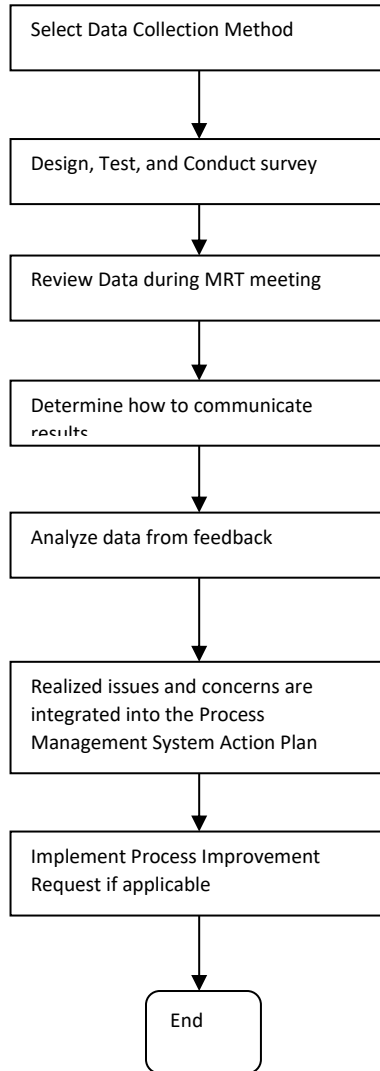 Select Data Collection Method
Design, Test, and Conduct survey
Review Data during MRT meeting
Determine how to communicate
results
Analyze data from feedback
Realized issues and concerns are
integrated into the Process
Management System Action Plan
Implement Process Improvement
Request if applicable
End